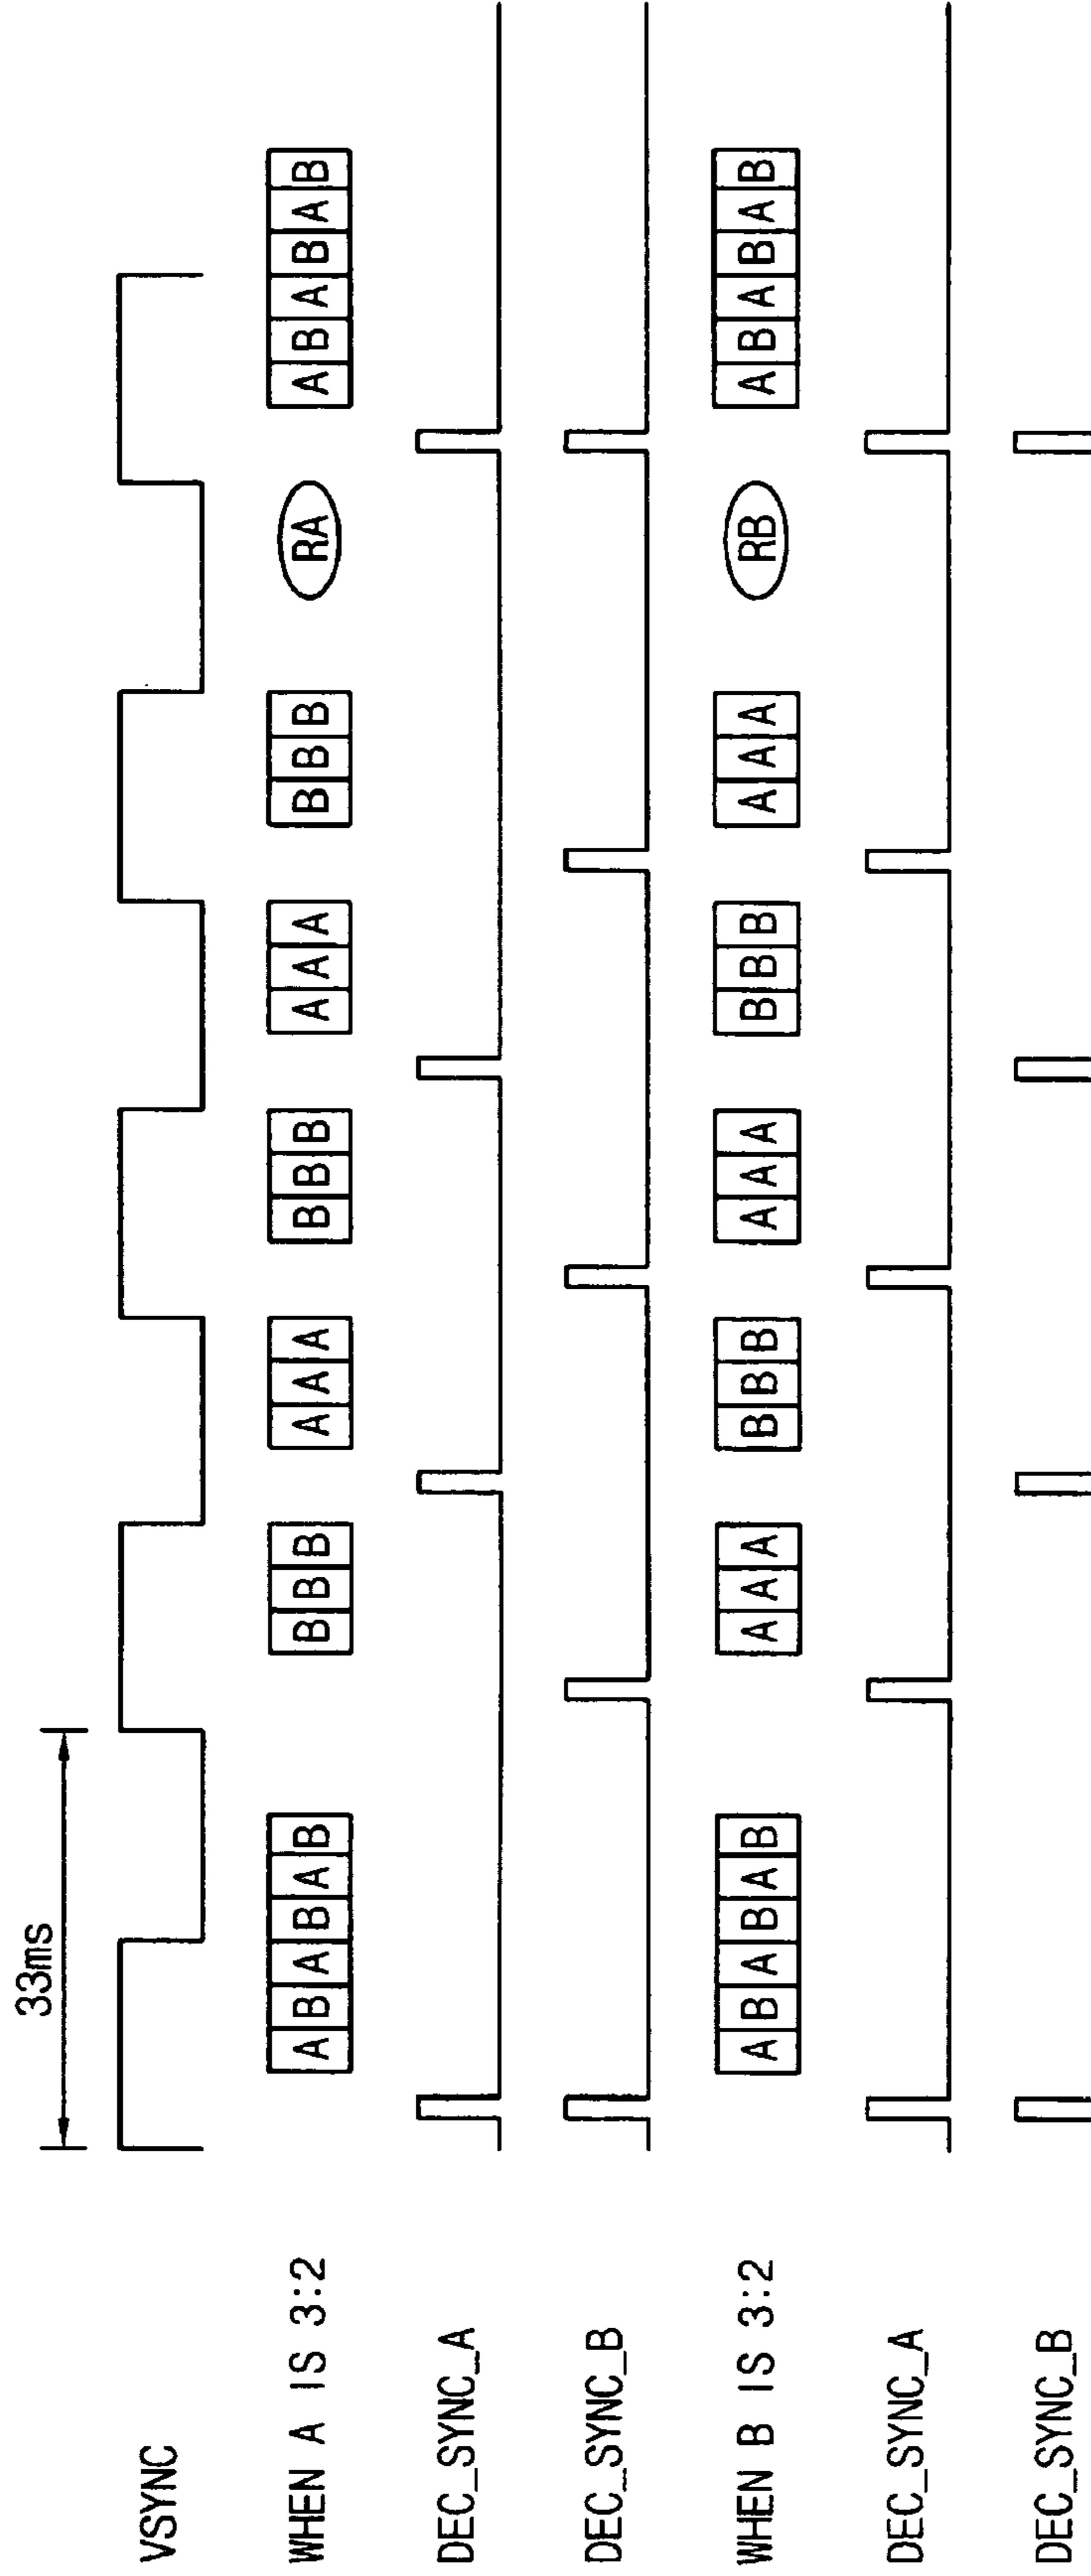 33ms
VSYNC
WHEN A IS 3:2
A B A B A B
B B B
A A A
B B B
A A A
B B B
RA
A B A B A B
DEC_SYNC_A
DEC_SYNC_B
WHEN B IS 3:2
A B A B A B
A A A
B B B
A A A
B B B
A A A
RB
A B A B A B
DEC_SYNC_A
DEC_SYNC_B